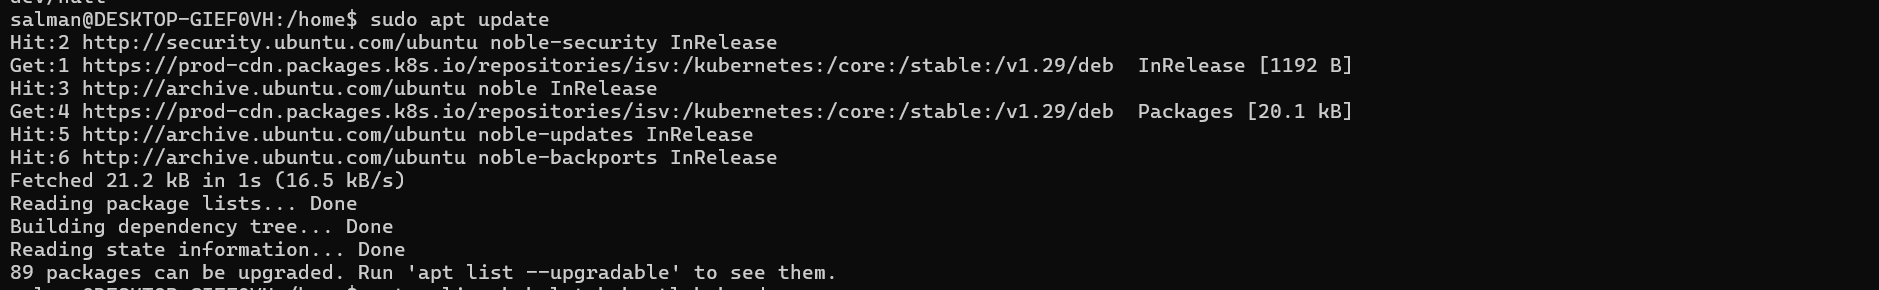 dev/null
salman@DESKTOP-GIEF0VH:/home$ sudo apt update
Hit:2 http://security.ubuntu.com/ubuntu noble-security InRelease
Get:1 https://prod-cdn.packages.k8s.io/repositories/isv:/kubernetes:/core:/stable:/v1.29/deb  InRelease [1192 B]
Hit:3 http://archive.ubuntu.com/ubuntu noble InRelease
Get:4 https://prod-cdn.packages.k8s.io/repositories/isv:/kubernetes:/core:/stable:/v1.29/deb  Packages [20.1 kB]
Hit:5 http://archive.ubuntu.com/ubuntu noble-updates InRelease
Hit:6 http://archive.ubuntu.com/ubuntu noble-backports InRelease
Fetched 21.2 kB in 1s (16.5 kB/s)
Reading package lists... Done
Building dependency tree... Done
Reading state information... Done
89 packages can be upgraded. Run 'apt list --upgradable' to see them.
salman@DESKTOP-GIEF0VH:/home$